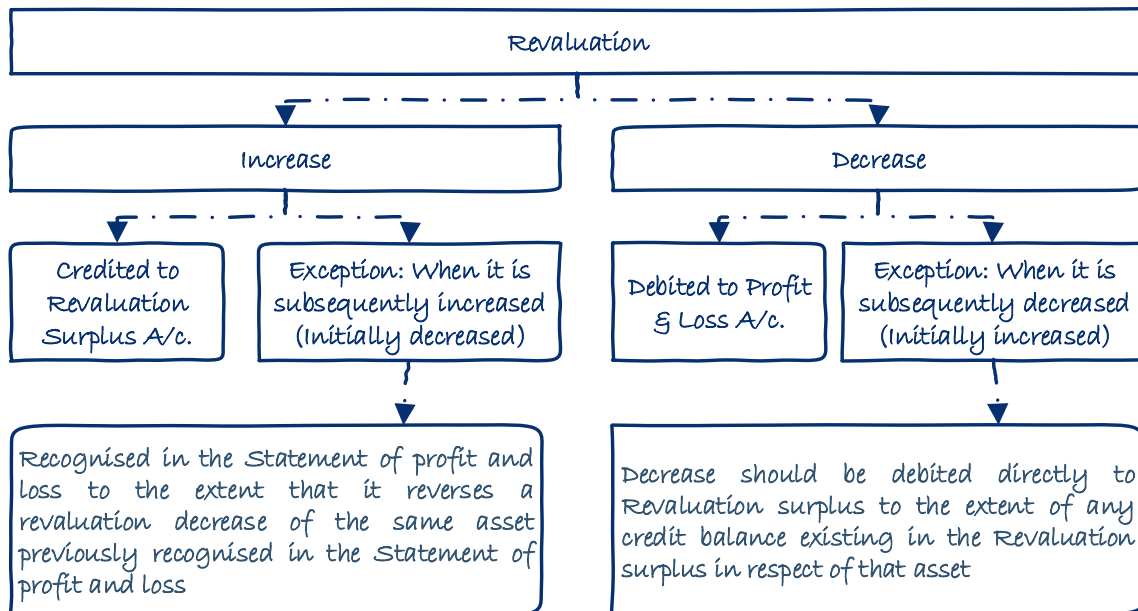 Revaluation
Increase
Decrease
Credited to
Revaluation
Surplus A/c.
Exception: When it is
subsequently increased
(Initially decreased)
Debited to Profit
& Loss A/c.
Exception: When it is
subsequently decreased
(Initially increased)
Recognised in the Statement of profit and
loss to the extent that it reverses a
revaluation decrease of the same asset
previously recognised in the Statement of
profit and loss
Decrease should be debited directly to
Revaluation surplus to the extent of any
credit balance existing in the Revaluation
surplus in respect of that asset